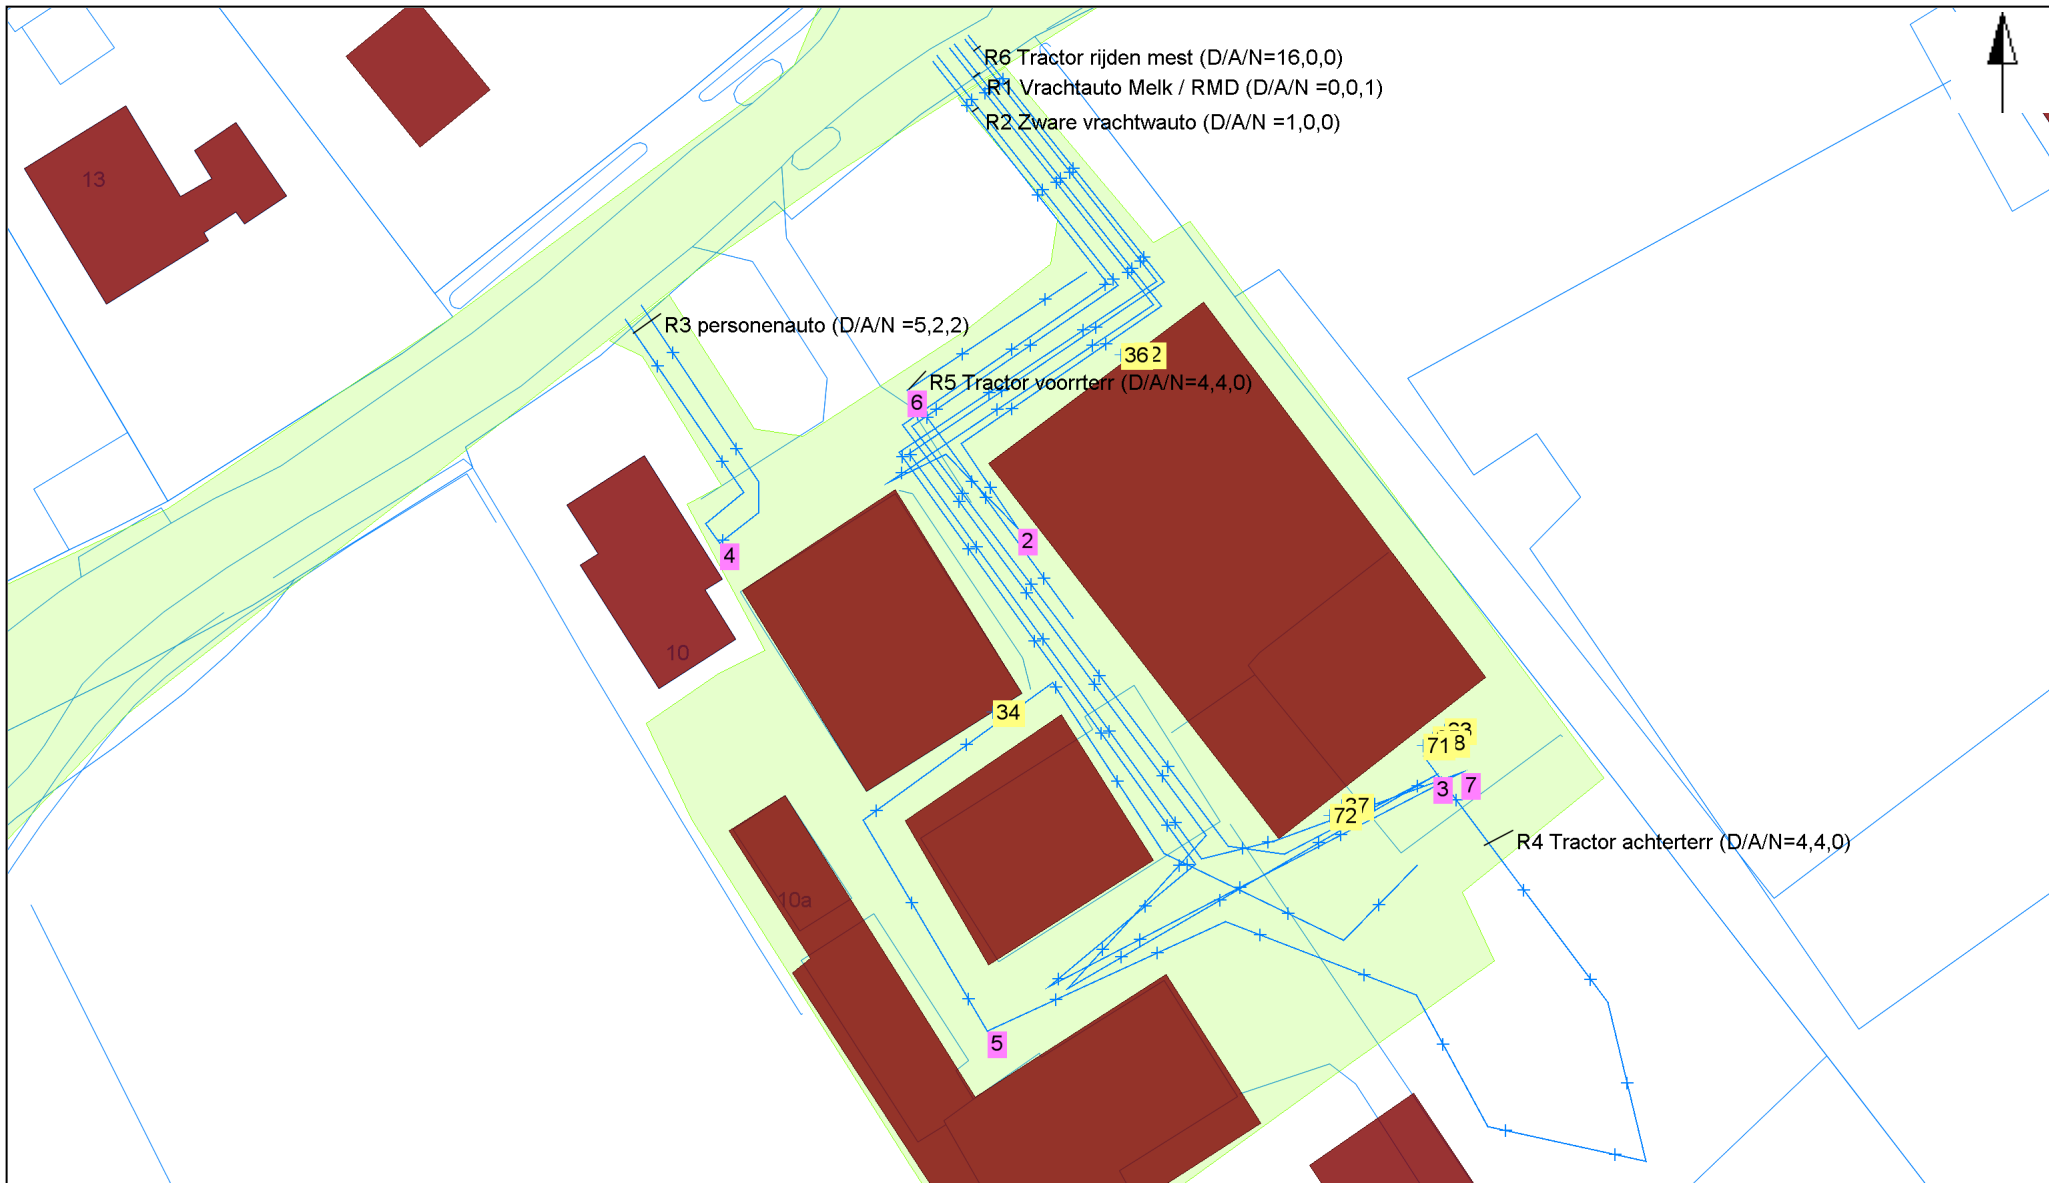 R6 Tractor rijden mest (D/A/N=16,0,0)
R1 Vrachtauto Melk / RMD (D/A/N =0,0,1)
R2 Zware vrachtwauto (D/A/N =1,0,0)
13
R3 personenauto (D/A/N =5,2,2)
36 2
R5 Tractor voorrterr (D/A/N=4,4,0)
6
2
4
10
34
71 8
3
7
72
R4 Tractor achterterr (D/A/N=4,4,0)
10a
5